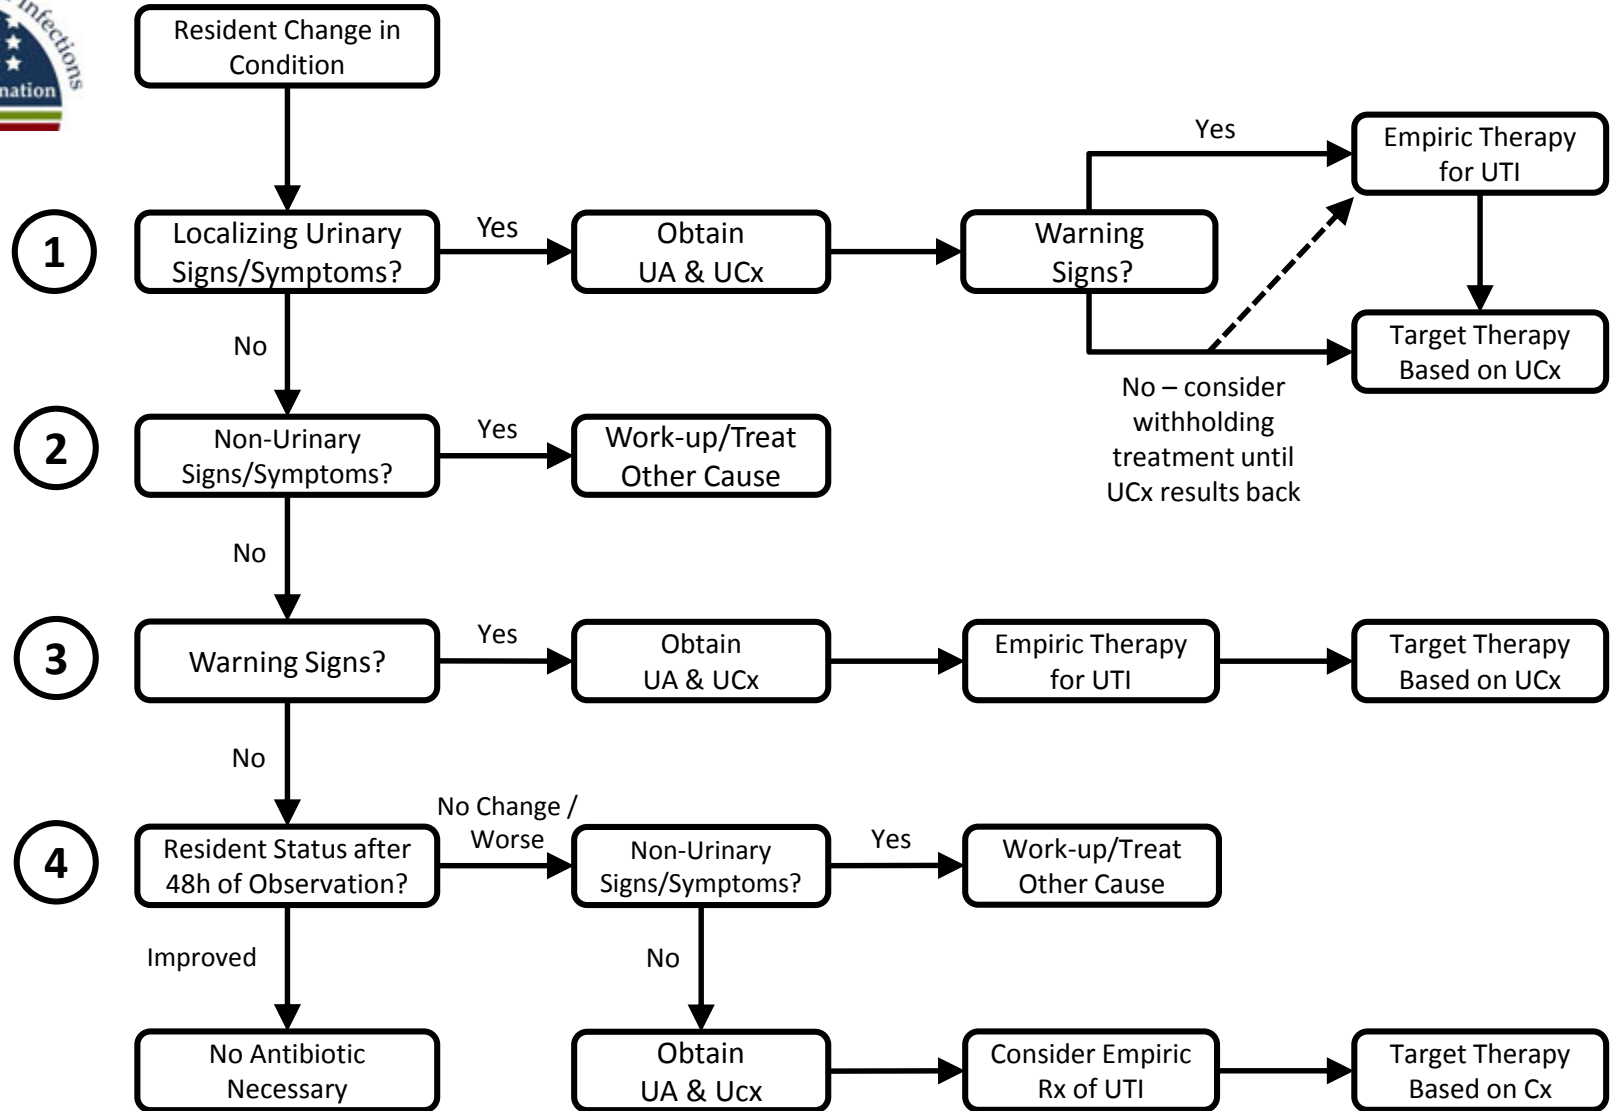 Infections
nation
Resident Change in
Condition
Yes
Empiric Therapy
for UTI
1
Localizing Urinary
Signs/Symptoms?
Yes
Obtain
UA & UCx
Warning
Signs?
No
Target Therapy
Based on UCx
No – consider
withholding
treatment until
UCx results back
2
Non-Urinary
Signs/Symptoms?
Yes
Work-up/Treat
Other Cause
No
3
Warning Signs?
Yes
Obtain
UA & UCx
Empiric Therapy
for UTI
Target Therapy
Based on UCx
No
4
Resident Status after
48h of Observation?
No Change /
Worse
Non-Urinary
Signs/Symptoms?
Yes
Work-up/Treat
Other Cause
Improved
No
No Antibiotic
Necessary
Obtain
UA & Ucx
Consider Empiric
Rx of UTI
Target Therapy
Based on Cx